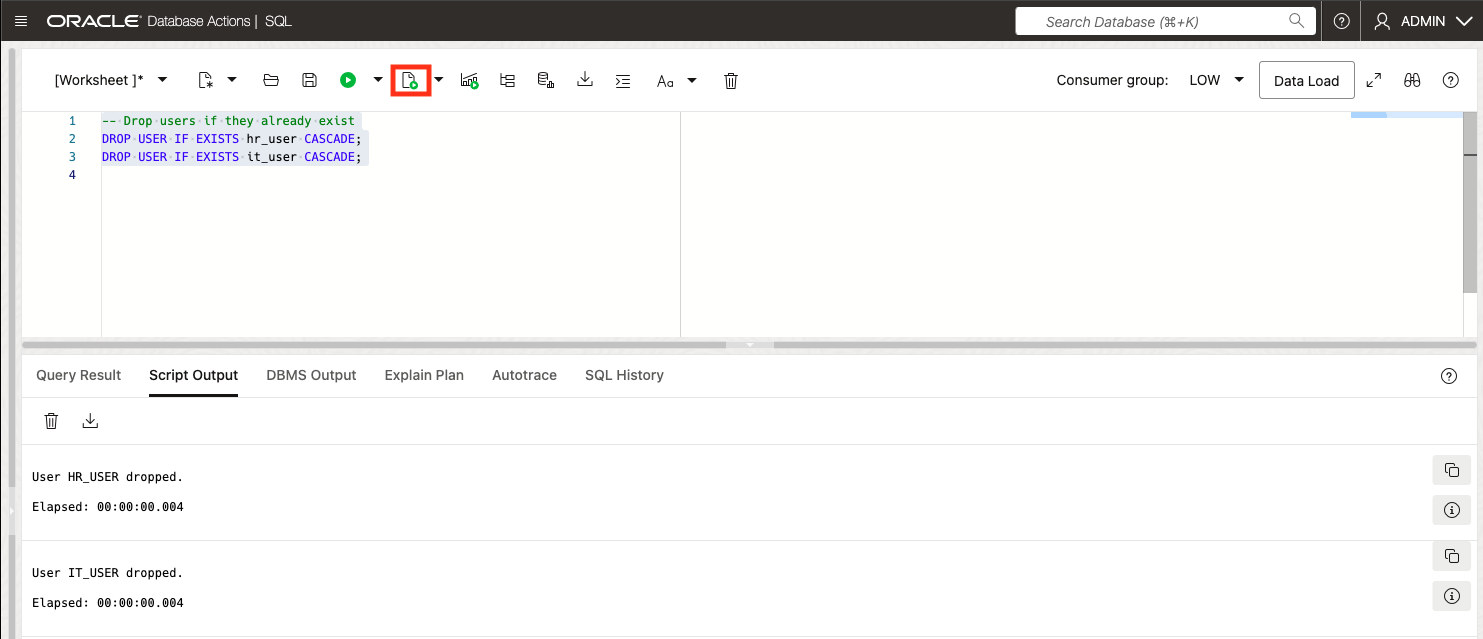 ORACLE Database Actions | SQL
Search Database (⌘+K)
ADMIN
[Worksheet ]*
Aa
Consumer group: LOW
Data Load
1 -- Drop users if they already exist
2 DROP USER IF EXISTS hr_user CASCADE;
3 DROP USER IF EXISTS it_user CASCADE;
4
Query Result Script Output DBMS Output Explain Plan Autotrace SQL History
User HR_USER dropped.
Elapsed: 00:00:00.004
User IT_USER dropped.
Elapsed: 00:00:00.004